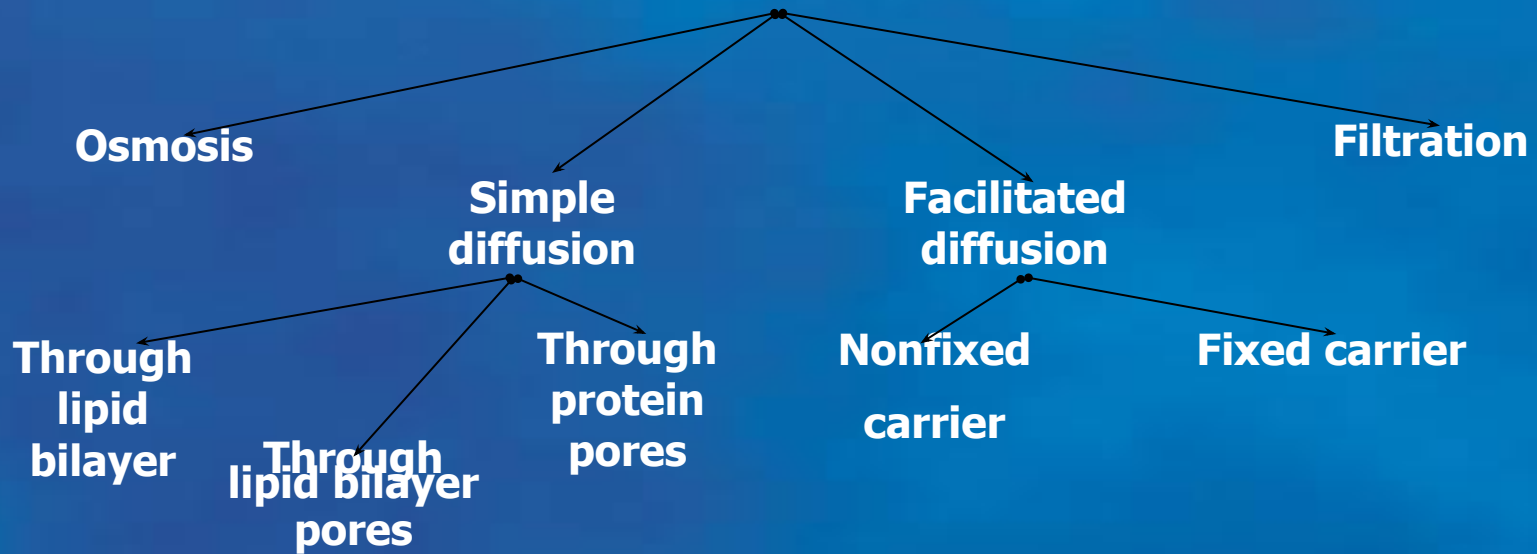 Osmosis
Filtration
Simple
diffusion
Facilitated
diffusion
Through
lipid
bilayer
Through
lipid bilayer
pores
Through
protein
pores
Nonfixed
carrier
Fixed carrier